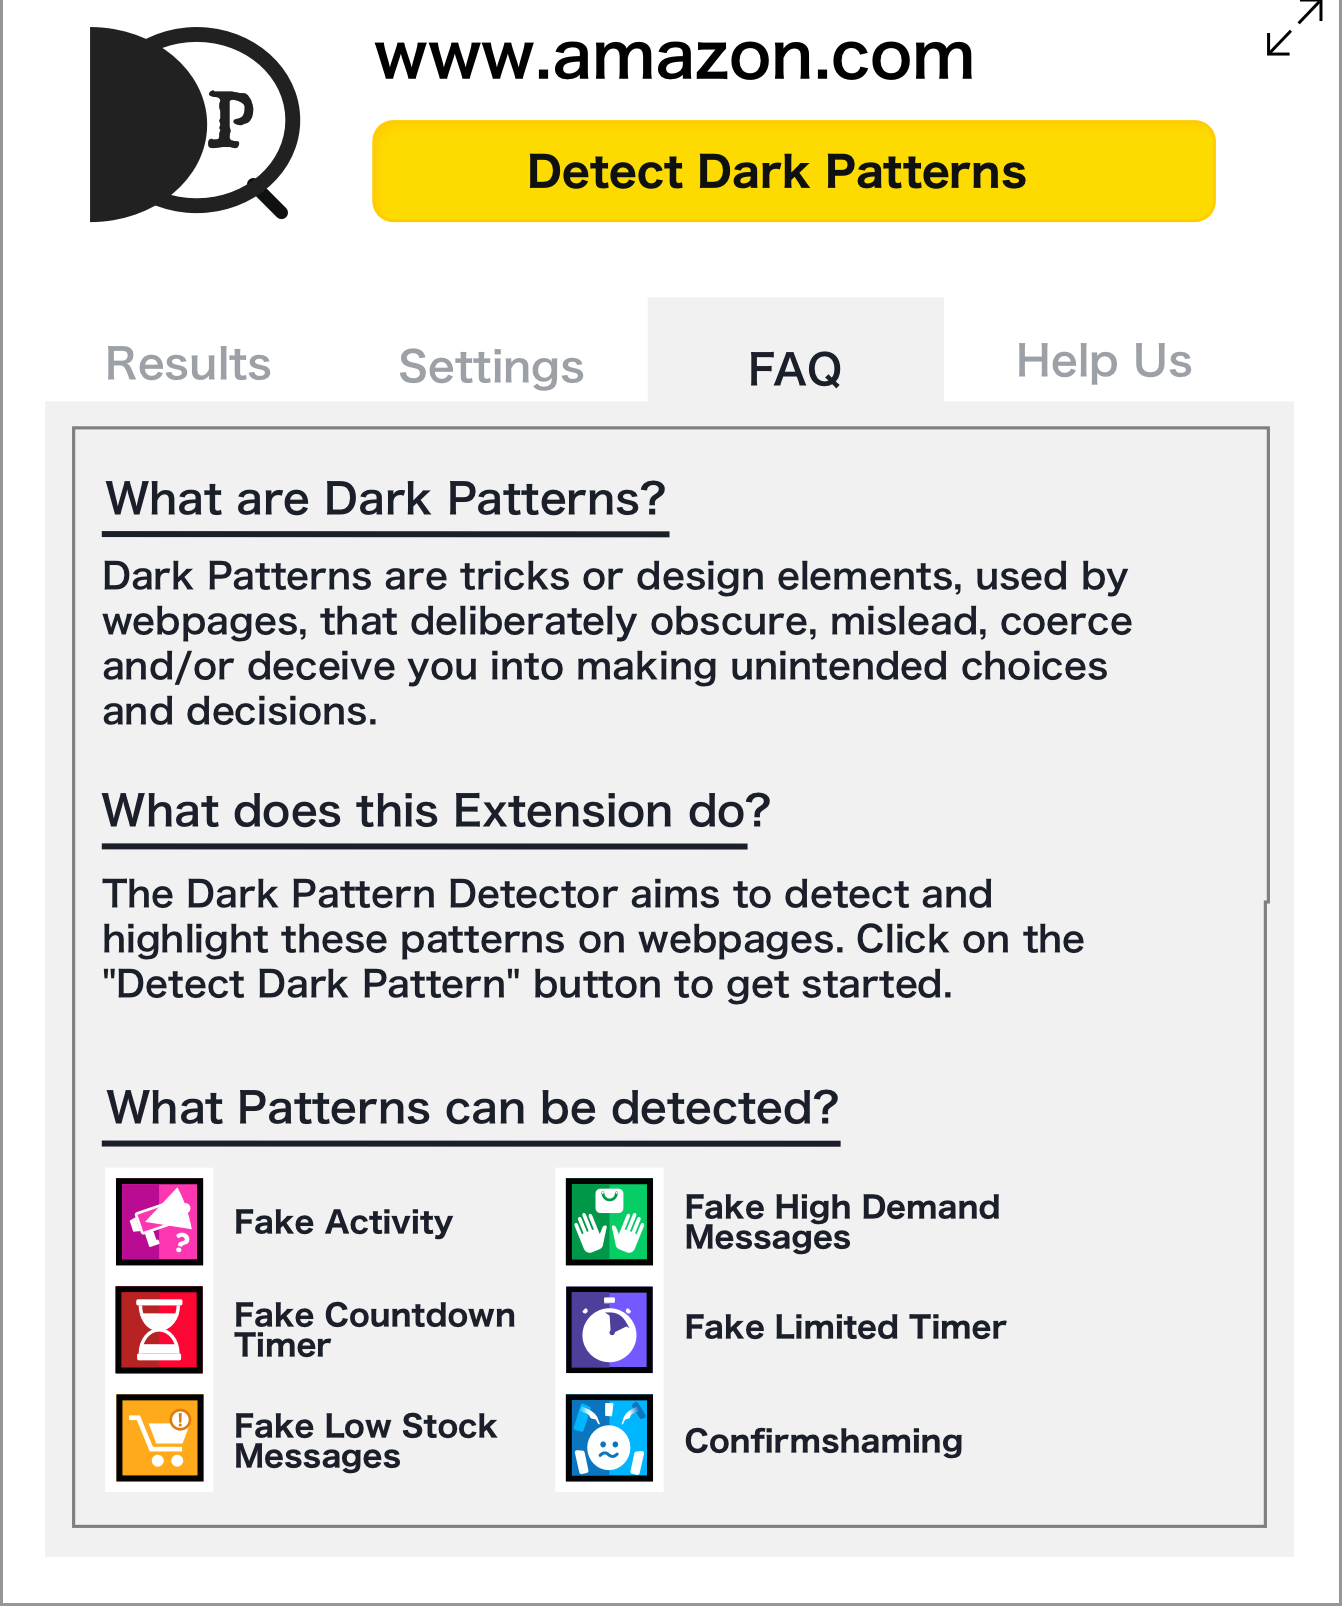 P
www.amazon.com
Detect Dark Patterns
Results
Settings
FAQ
Help Us
What are Dark Patterns?
Dark Patterns are tricks or design elements, used by
webpages, that deliberately obscure, mislead, coerce
and/or deceive you into making unintended choices
and decisions.
What does this Extension do?
The Dark Pattern Detector aims to detect and
highlight these patterns on webpages. Click on the
"Detect Dark Pattern" button to get started.
What Patterns can be detected?
?
Fake Activity
Fake High Demand
Messages
Fake Countdown
Timer
Fake Limited Timer
!
Fake Low Stock
Messages
Confirmshaming